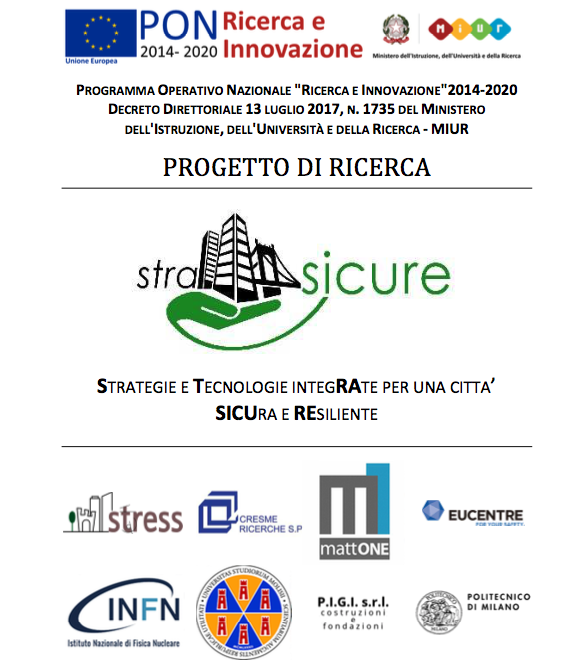 PON Ricerca e
2014- 2020 Innovazione
Unione Europea
MiUR
Ministero dell'Istruzione, dell'Università e della Ricerca
PROGRAMMA OPERATIVO NAZIONALE "RICERCA E INNOVAZIONE"2014-2020
DECRETO DIRETTORIALE 13 LUGLIO 2017, N. 1735 DEL MINISTERO
DELL'ISTRUZIONE, DELL'UNIVERSITÀ E DELLA RICERCA - MIUR
PROGETTO DI RICERCA
stra sicure
STRATEGIE E TECNOLOGIE INTEGRATE PER UNA CITTA'
SICURA E RESILIENTE
stress
CRESME
RICERCHE S.P
mattONE
EUCENTRE
FOR YOUR SAFETY.
INFN
Istituto Nazionale di Fisica Nucleare
P.I.G.I. s.r.l.
costruzioni
e
fondazioni
POLITECNICO
DI MILANO